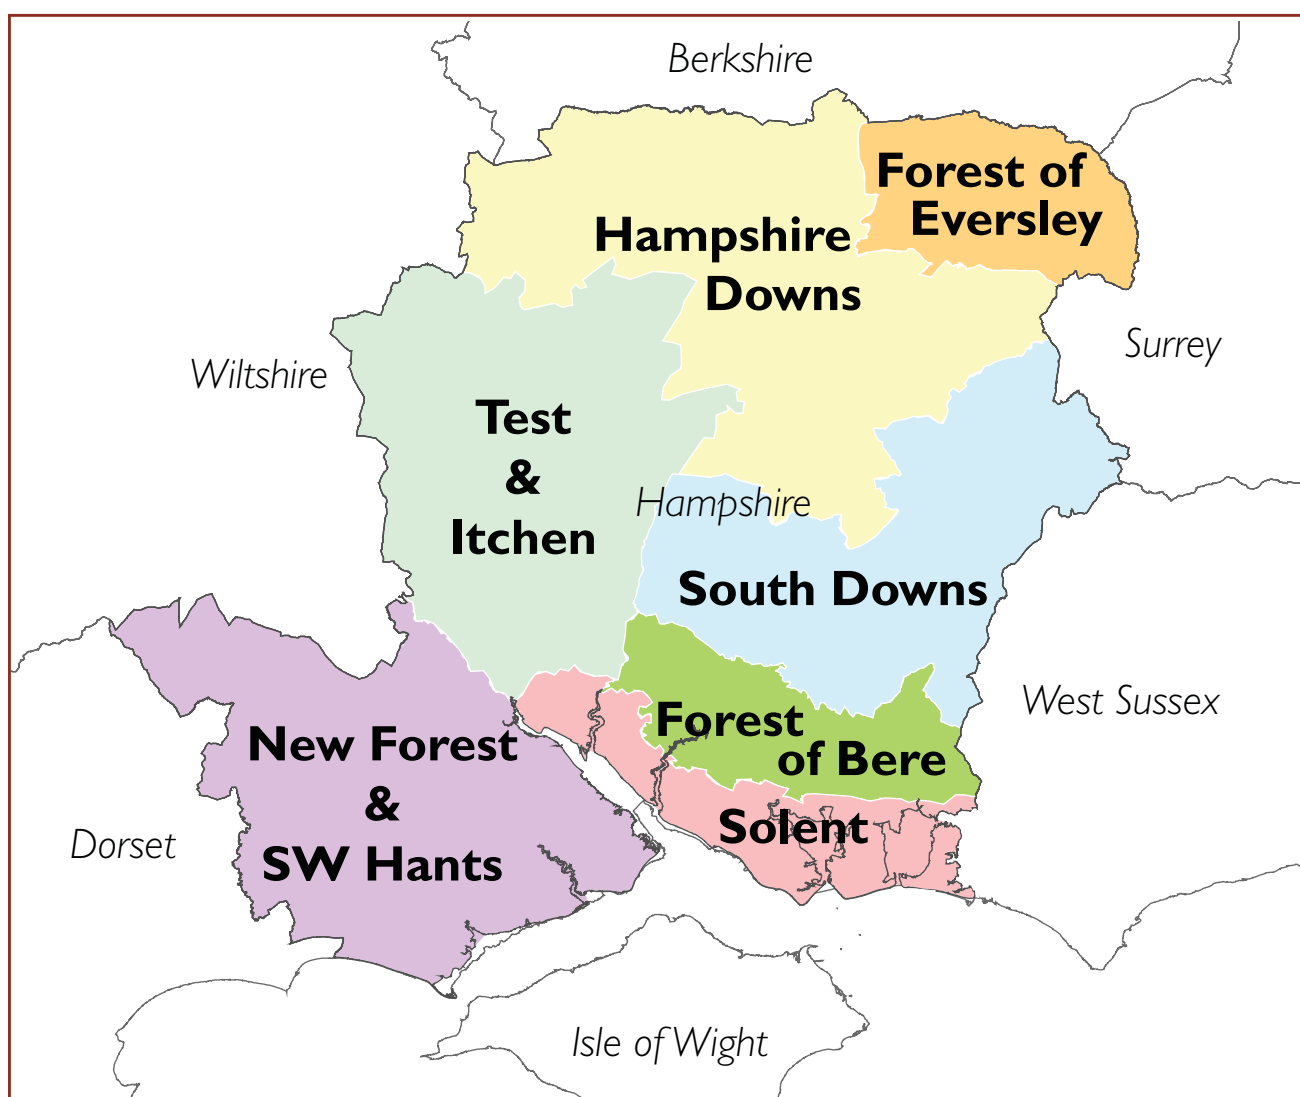 Berkshire
Forest of
Eversley
Hampshire
Downs
Surrey
Wiltshire
Test
&
Itchen
Hampshire
South Downs
West Sussex
New Forest
&
SW Hants
Forest
of Bere
Solent
Dorset
Isle of Wight